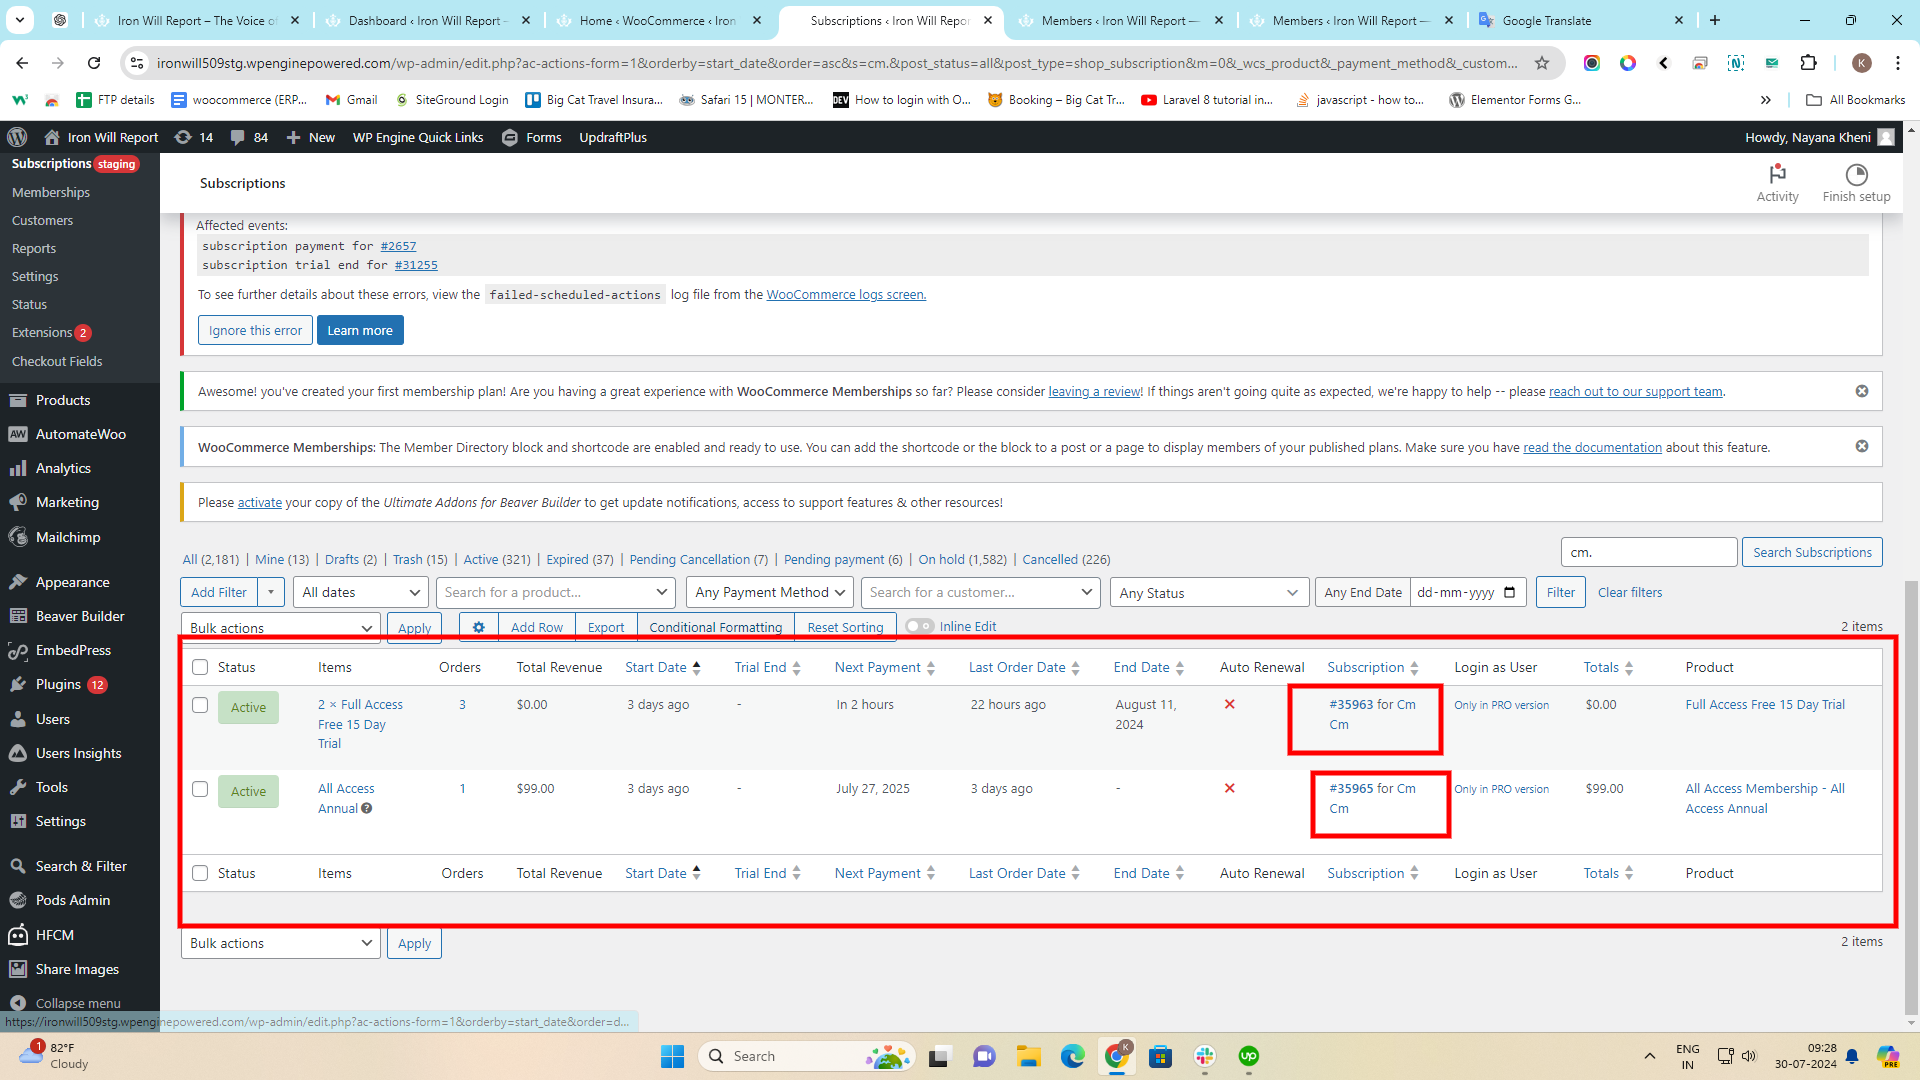 Iron Will Report – The Voice of
Dashboard ‹ Iron Will Report –
Home ‹ WooCommerce ‹ Iron
Subscriptions ‹ Iron Will Repor
Members ‹ Iron Will Report —
Members ‹ Iron Will Report —
Google Translate
ironwill509stg.wpenginepowered.com/wp-admin/edit.php?ac-actions-form=1&orderby=start_date&order=asc&s=cm.&post_status=all&post_type=shop_subscription&m=0&_wcs_product&_payment_method&_custom...
K
FTP details
woocommerce (ERP...
Gmail
SiteGround Login
Big Cat Travel Insura...
Safari 15 | MONTER...
DEV How to login with O...
Booking – Big Cat Tr...
Laravel 8 tutorial in...
javascript - how to...
Elementor Forms G...
All Bookmarks
Iron Will Report
14
84
New
WP Engine Quick Links
Forms
UpdraftPlus
Howdy, Nayana Kheni
Subscriptions staging
Memberships
Customers
Reports
Settings
Status
Extensions 2
Checkout Fields
Products
AutomateWoo
Analytics
Marketing
Mailchimp
Appearance
Beaver Builder
EmbedPress
Plugins 12
Users
Users Insights
Tools
Settings
Search & Filter
Pods Admin
HFCM
Share Images
Collapse menu
Subscriptions
Activity
Finish setup
Affected events:
subscription payment for #2657
subscription trial end for #31255
To see further details about these errors, view the failed-scheduled-actions log file from the WooCommerce logs screen.
Ignore this error
Learn more
Awesome! you've created your first membership plan! Are you having a great experience with WooCommerce Memberships so far? Please consider leaving a review! If things aren't going quite as expected, we're happy to help -- please reach out to our support team.
WooCommerce Memberships: The Member Directory block and shortcode are enabled and ready to use. You can add the shortcode or the block to a post or a page to display members of your published plans. Make sure you have read the documentation about this feature.
Please activate your copy of the Ultimate Addons for Beaver Builder to get update notifications, access to support features & other resources!
All (2,181) | Mine (13) | Drafts (2) | Trash (15) | Active (321) | Expired (37) | Pending Cancellation (7) | Pending payment (6) | On hold (1,582) | Cancelled (226)
cm.
Search Subscriptions
Add Filter
All dates
Search for a product...
Any Payment Method
Search for a customer...
Any Status
Any End Date
dd-mm-yyyy
Filter
Clear filters
Bulk actions
Apply
Add Row
Export
Conditional Formatting
Reset Sorting
Inline Edit
2 items
Status Items Orders Total Revenue Start Date Trial End Next Payment Last Order Date End Date Auto Renewal Subscription Login as User Totals Product
Active
2 × Full Access
Free 15 Day
Trial
3
$0.00
3 days ago
-
In 2 hours
22 hours ago
August 11,
2024
#35963 for Cm
Cm
Only in PRO version
$0.00
Full Access Free 15 Day Trial
Active
All Access
Annual
1
$99.00
3 days ago
-
July 27, 2025
3 days ago
-
#35965 for Cm
Cm
Only in PRO version
$99.00
All Access Membership - All
Access Annual
Status Items Orders Total Revenue Start Date Trial End Next Payment Last Order Date End Date Auto Renewal Subscription Login as User Totals Product
Bulk actions
Apply
2 items
https://ironwill509stg.wpenginepowered.com/wp-admin/edit.php?ac-actions-form=1&orderby=start_date&order=d...
1
82°F
Cloudy
Search
K
up
ENG
IN
09:28
30-07-2024
PRE